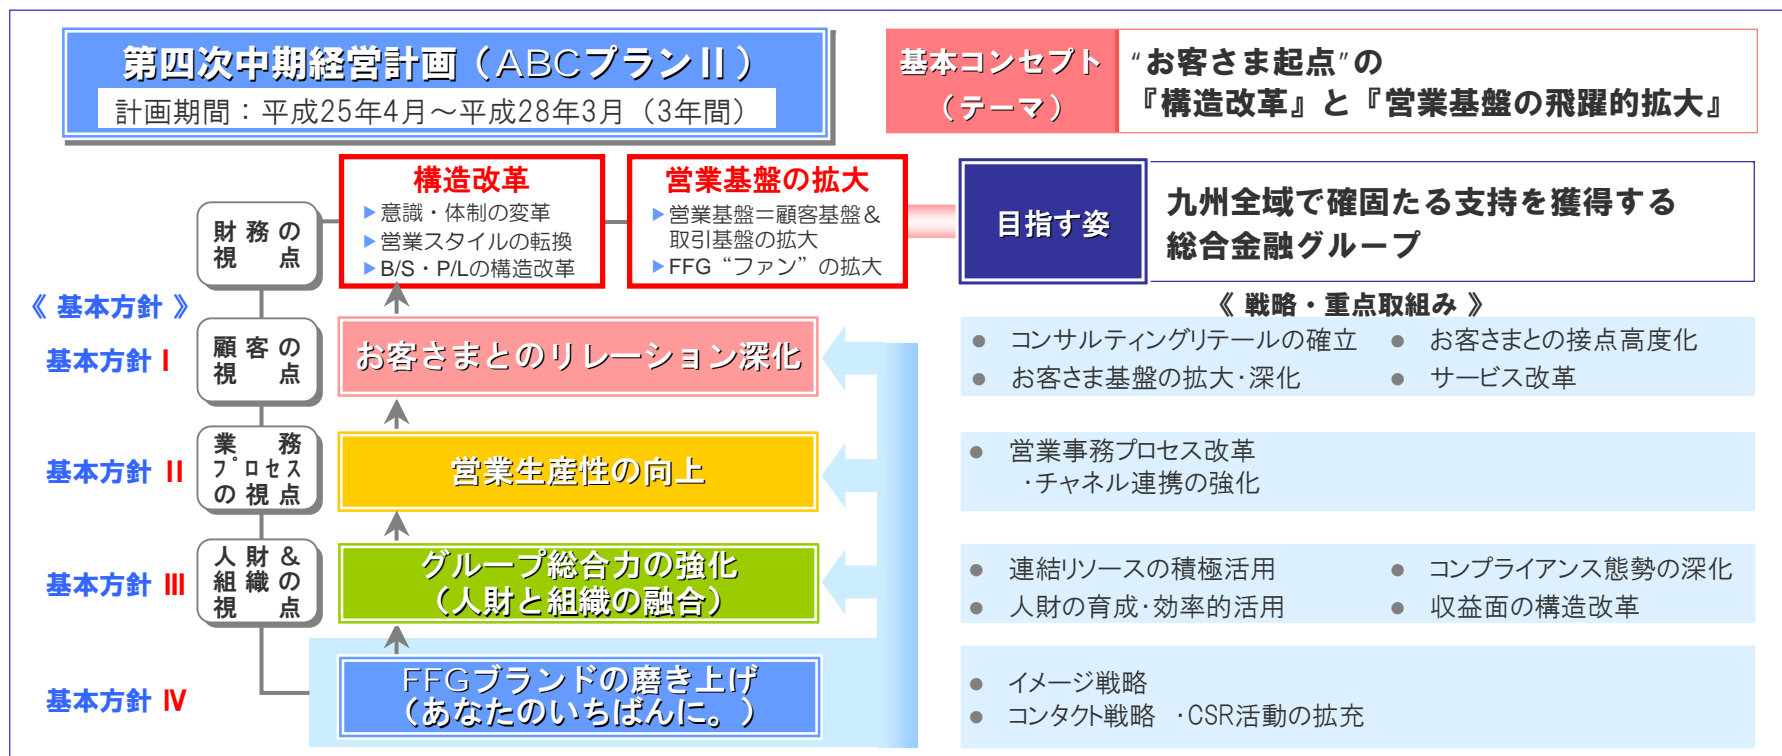 第四次中期経営計画（ABCプランⅡ）
計画期間：平成25年4月～平成28年3月（3年間）
基本コンセプト
（テーマ）
“お客さま起点”の
『構造改革』と『営業基盤の飛躍的拡大』
構造改革
意識・体制の変革
営業スタイルの転換
B/S・P/Lの構造改革
営業基盤の拡大
営業基盤＝顧客基盤＆
取引基盤の拡大
FFG“ファン”の拡大
目指す姿
九州全域で確固たる支持を獲得する
総合金融グループ
財務の
視点
《 基本方針 》
《 戦略・重点取組み 》
基本方針 Ⅰ
顧客の
視点
お客さまとのリレーション深化
● コンサルティングリテールの確立
● お客さまとの接点高度化
● お客さま基盤の拡大・深化
● サービス改革
基本方針 Ⅱ
業務
プロセス
の視点
営業生産性の向上
● 営業事務プロセス改革
・チャネル連携の強化
基本方針 Ⅲ
人財＆
組織の
視点
グループ総合力の強化
（人財と組織の融合）
● 連結リソースの積極活用
● コンプライアンス態勢の深化
● 人財の育成・効率的活用
● 収益面の構造改革
基本方針 Ⅳ
FFGブランドの磨き上げ
（あなたのいちばんに。）
● イメージ戦略
● コンタクト戦略 ・CSR活動の拡充